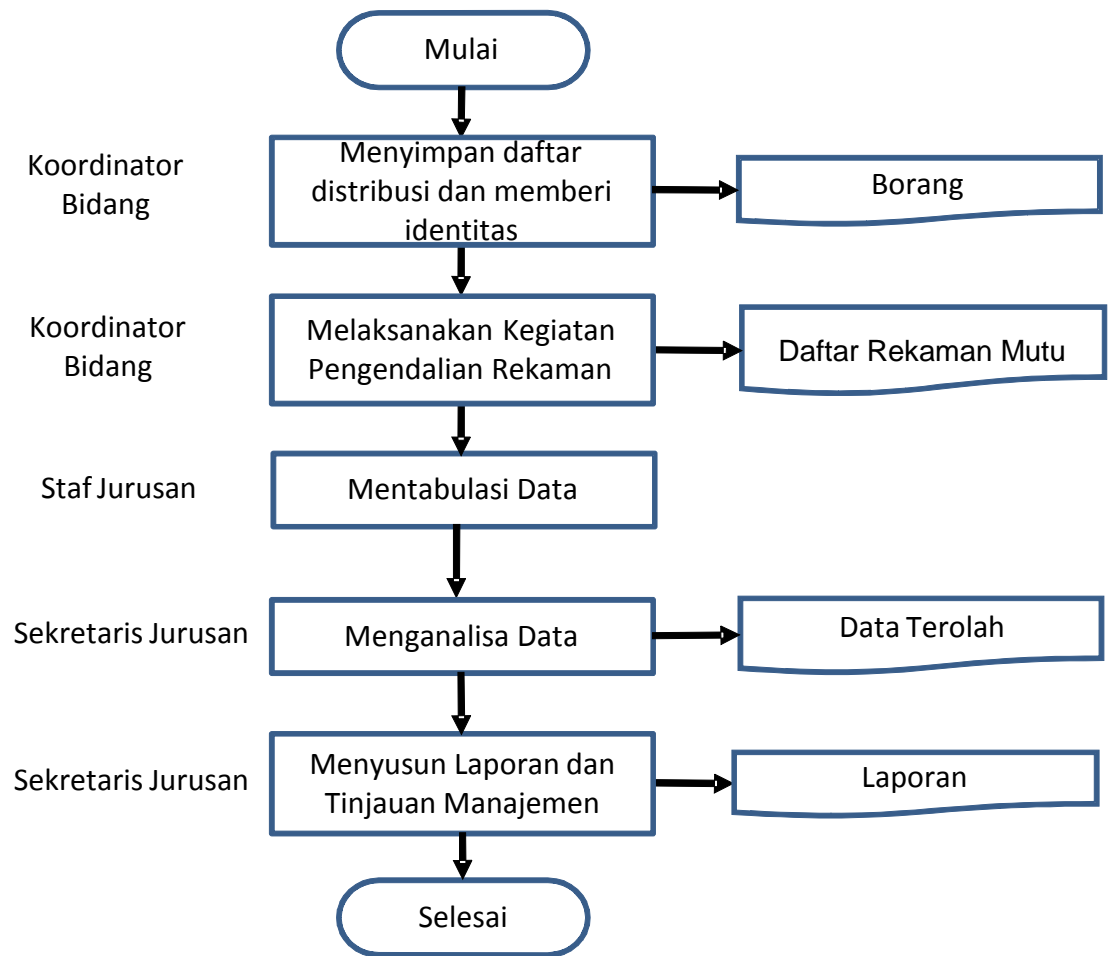 Mulai
Koordinator
Bidang
Menyimpan daftar
distribusi dan memberi
identitas
Borang
Koordinator
Bidang
Melaksanakan Kegiatan
Pengendalian Rekaman
Daftar Rekaman Mutu
Staf Jurusan
Mentabulasi Data
Sekretaris Jurusan
Menganalisa Data
Data Terolah
Sekretaris Jurusan
Menyusun Laporan dan
Tinjauan Manajemen
Laporan
Selesai